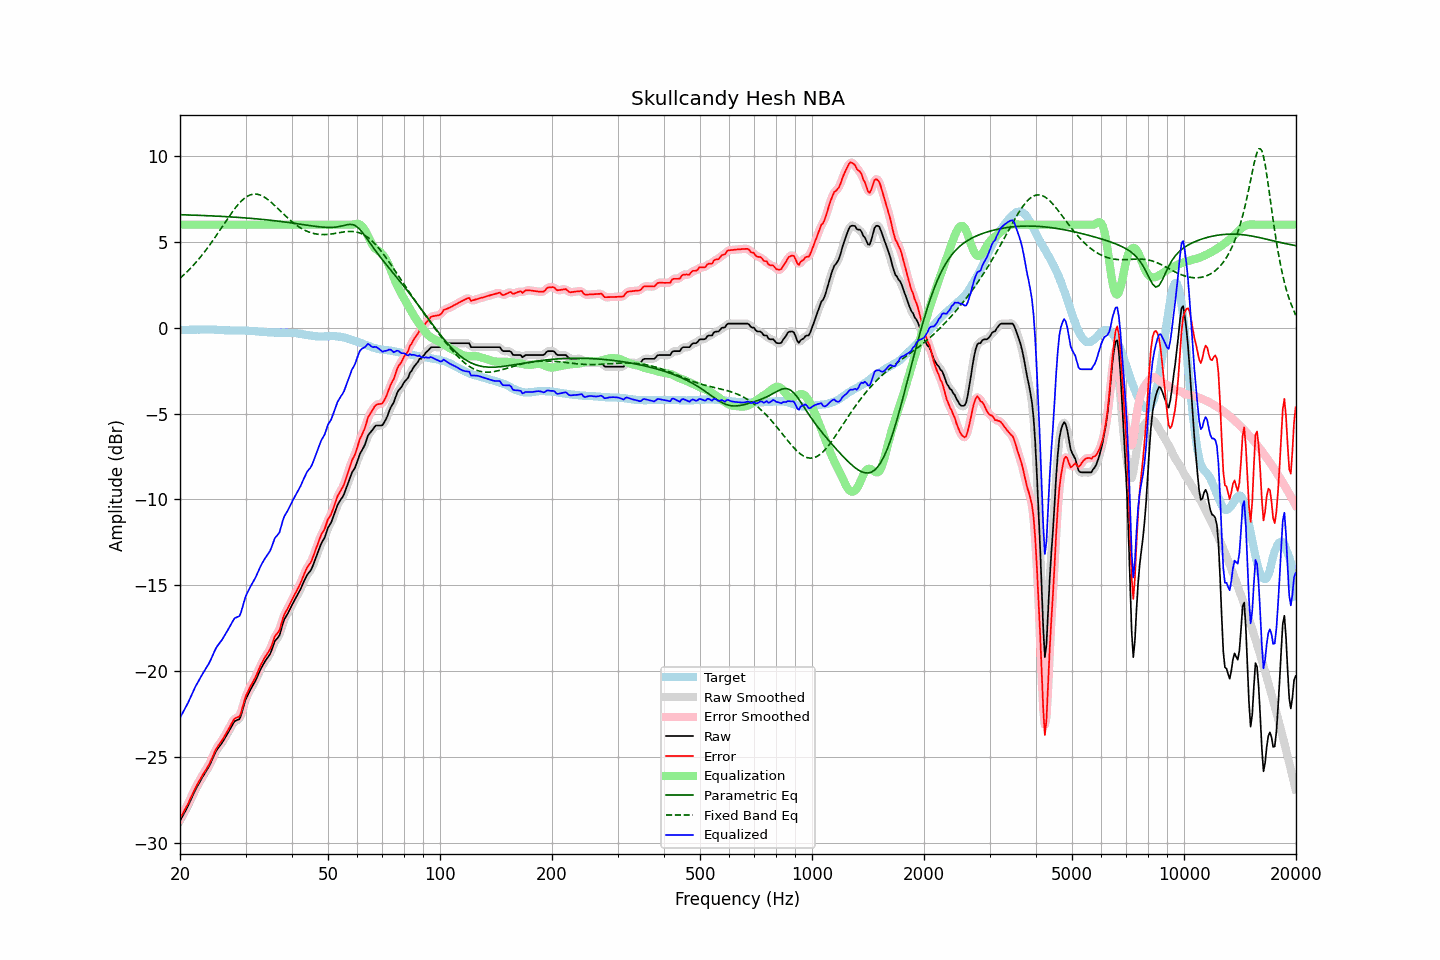 Skullcandy Hesh NBA
Amplitude (dBr)
10
5
0
−5
−10
−15
−20
−25
−30
Target
Raw Smoothed
Error Smoothed
Raw
Error
Equalization
Parametric Eq
Fixed Band Eq
Equalized
20 50 100 200 500 1000 2000 5000 10000 20000
Frequency (Hz)